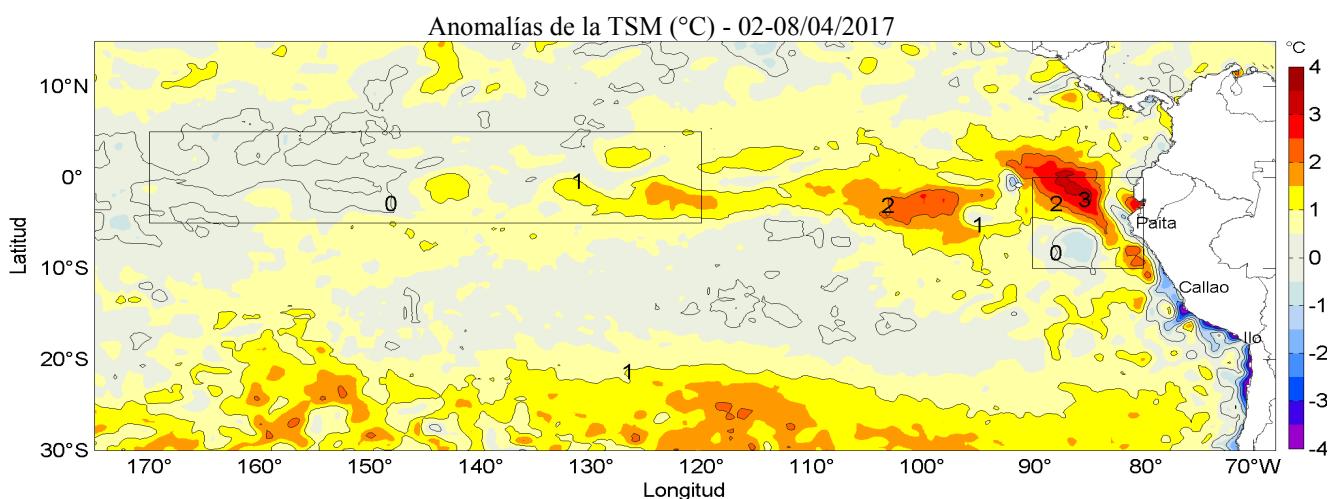 Anomalías de la TSM (°C) - 02-08/04/2017
°C
10°N
0°
10°S
20°S
30°S
Latitud
1
0
2
1
2
3
0
1
Paita
Callao
Ilo
4
3
2
1
0
-1
-2
-3
-4
170° 160° 150° 140° 130° 120° 110° 100° 90° 80° 70°W
Longitud